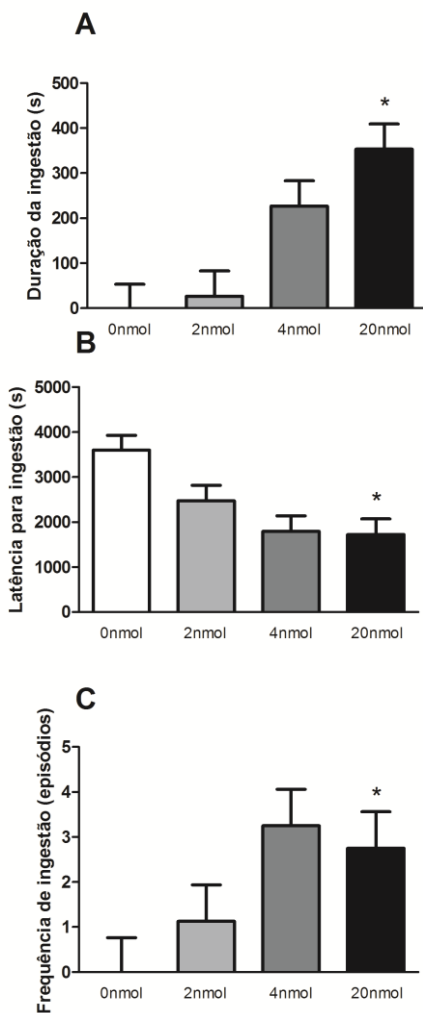 A
Duração da ingestão (s)
500
400
300
200
100
0
*
0nmol 2nmol 4nmol 20nmol
B
Latência para ingestão (s)
5000
4000
3000
2000
1000
0
*
0nmol 2nmol 4nmol 20nmol
C
Frequência de ingestão (episódios)
5
4
3
2
1
0
*
0nmol 2nmol 4nmol 20nmol